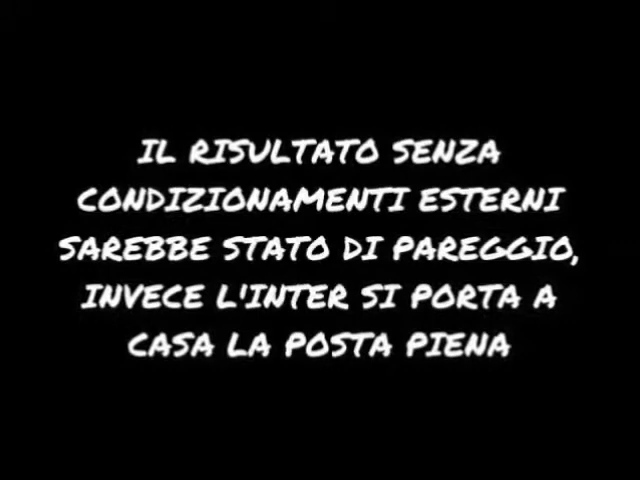 IL RISULTATO SENZA
CONDIZIONAMENTI ESTERNI
SAREBBE STATO DI PAREGGIO,
INVECE L'INTER SI PORTA A
CASA LA POSTA PIENA